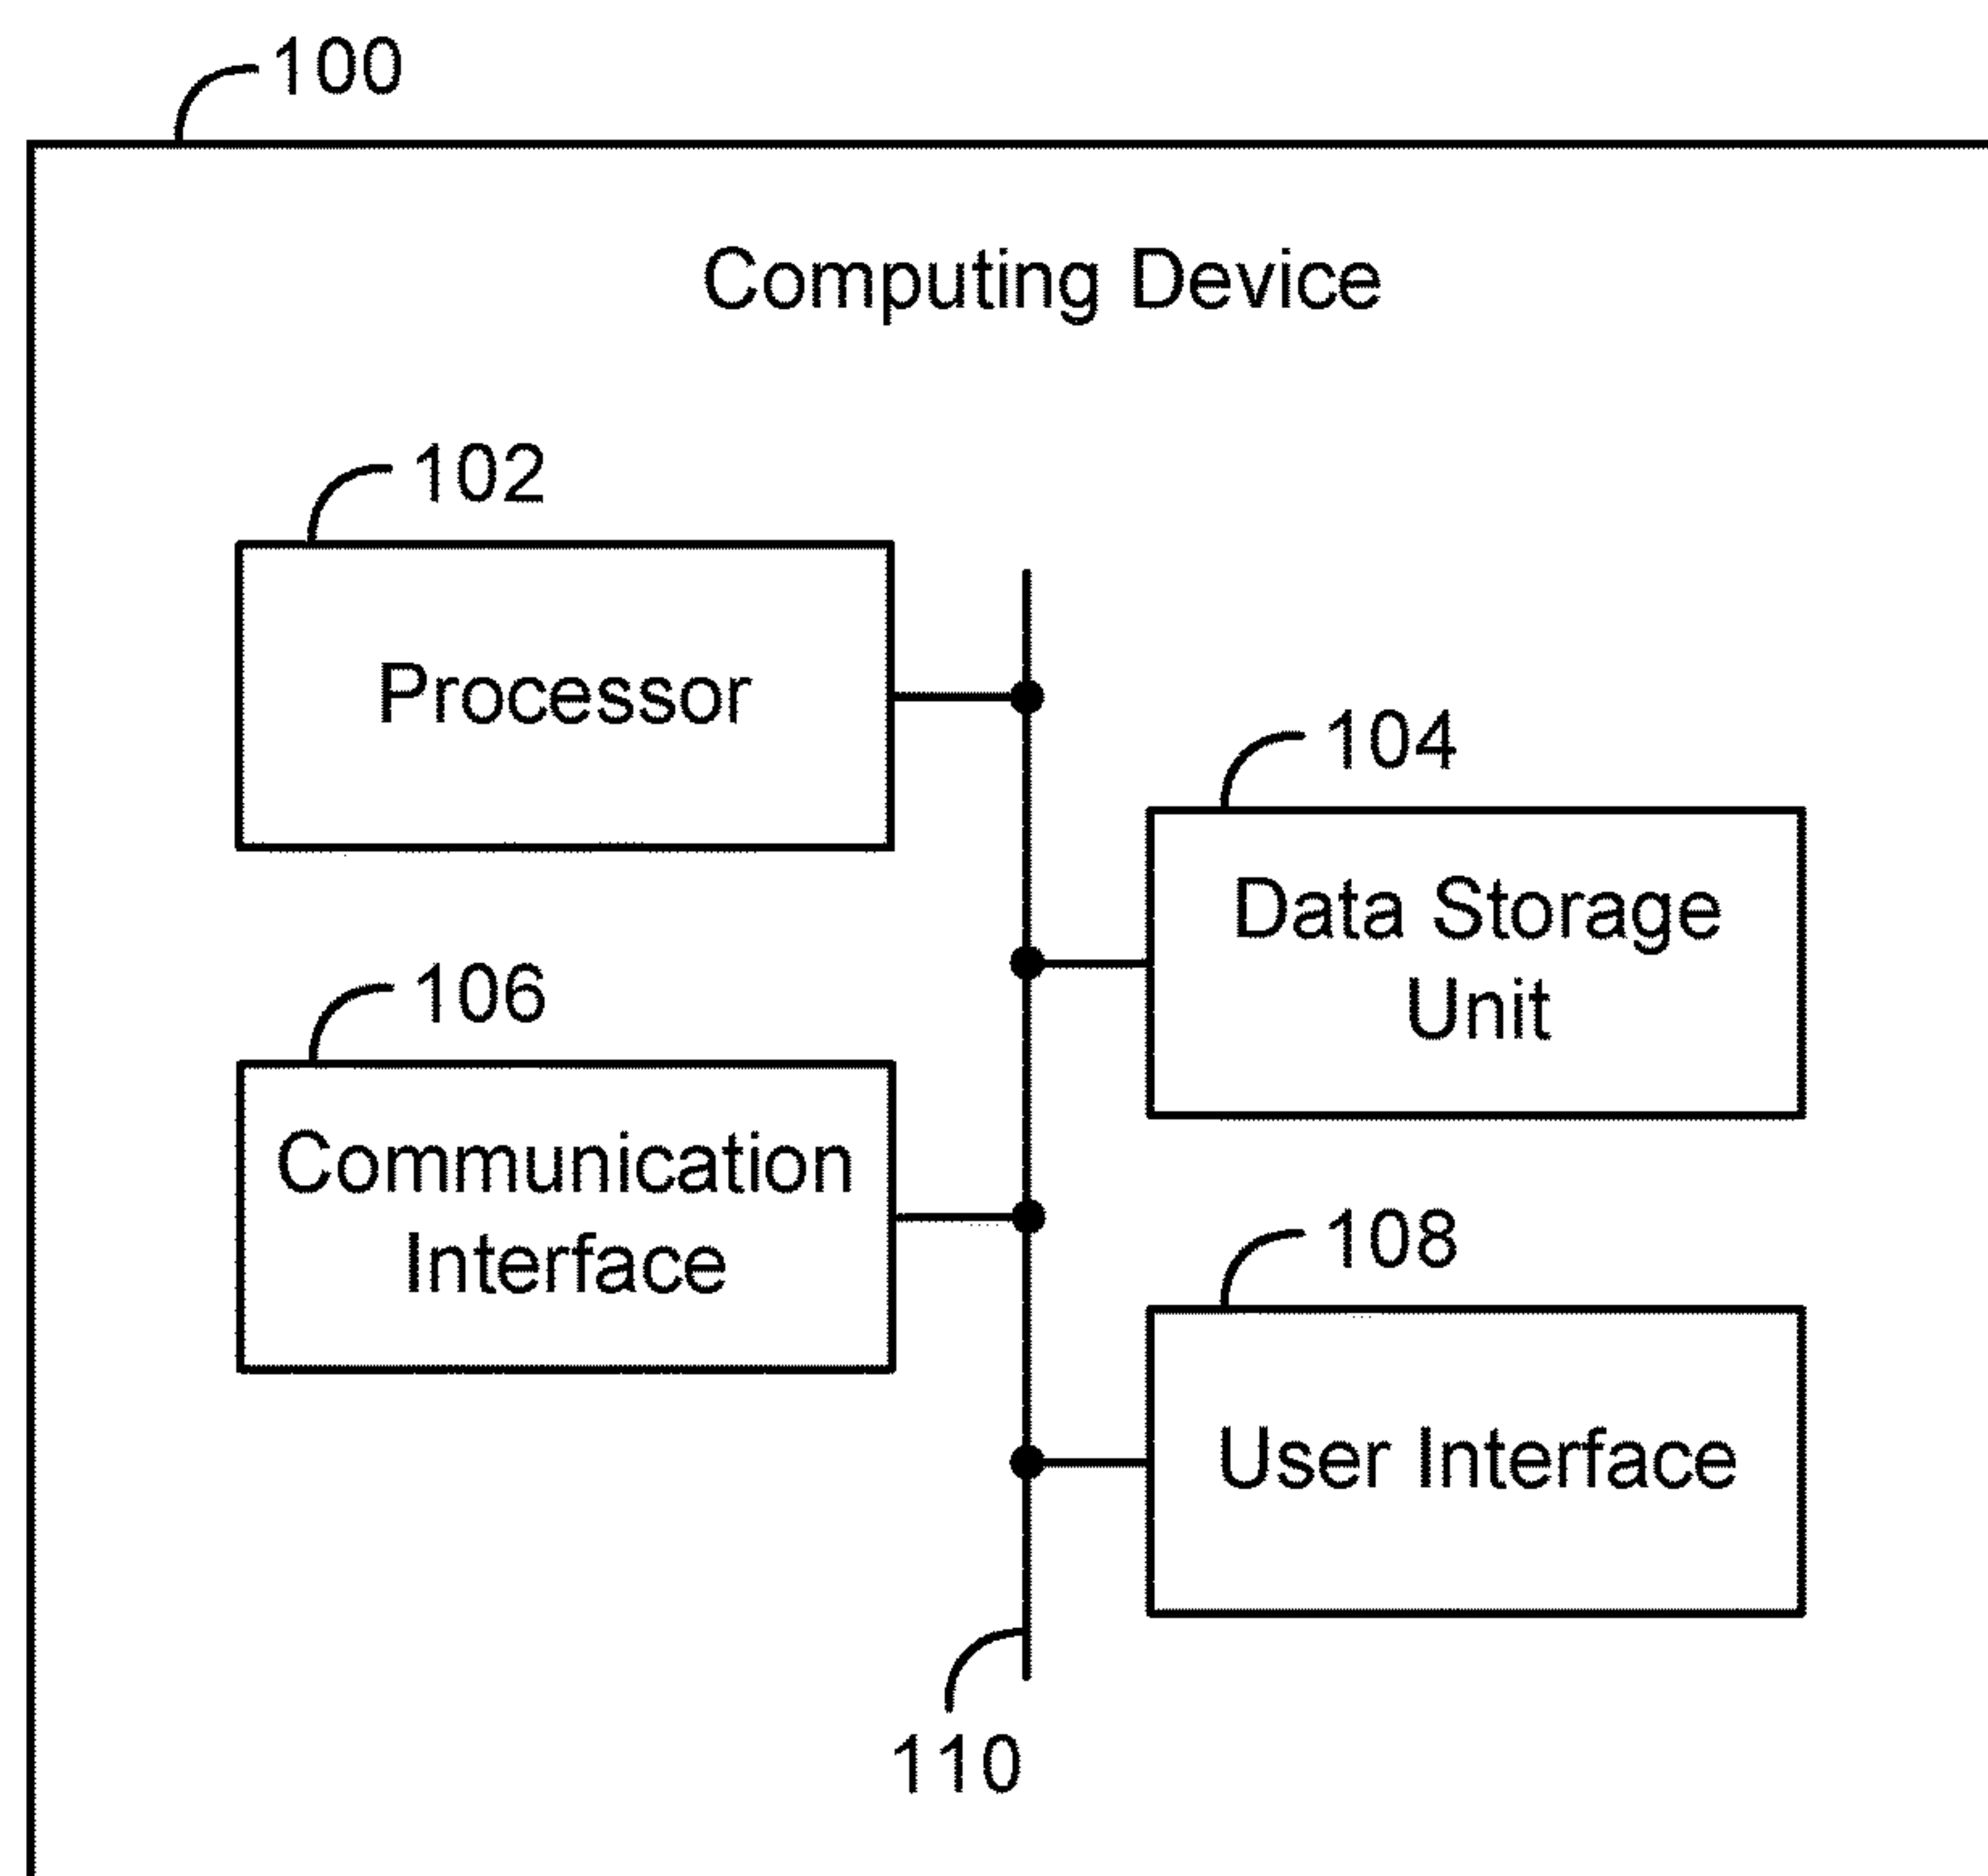 100
Computing Device
102
Processor
104
Data Storage
Unit
106
Communication
Interface
108
User Interface
110